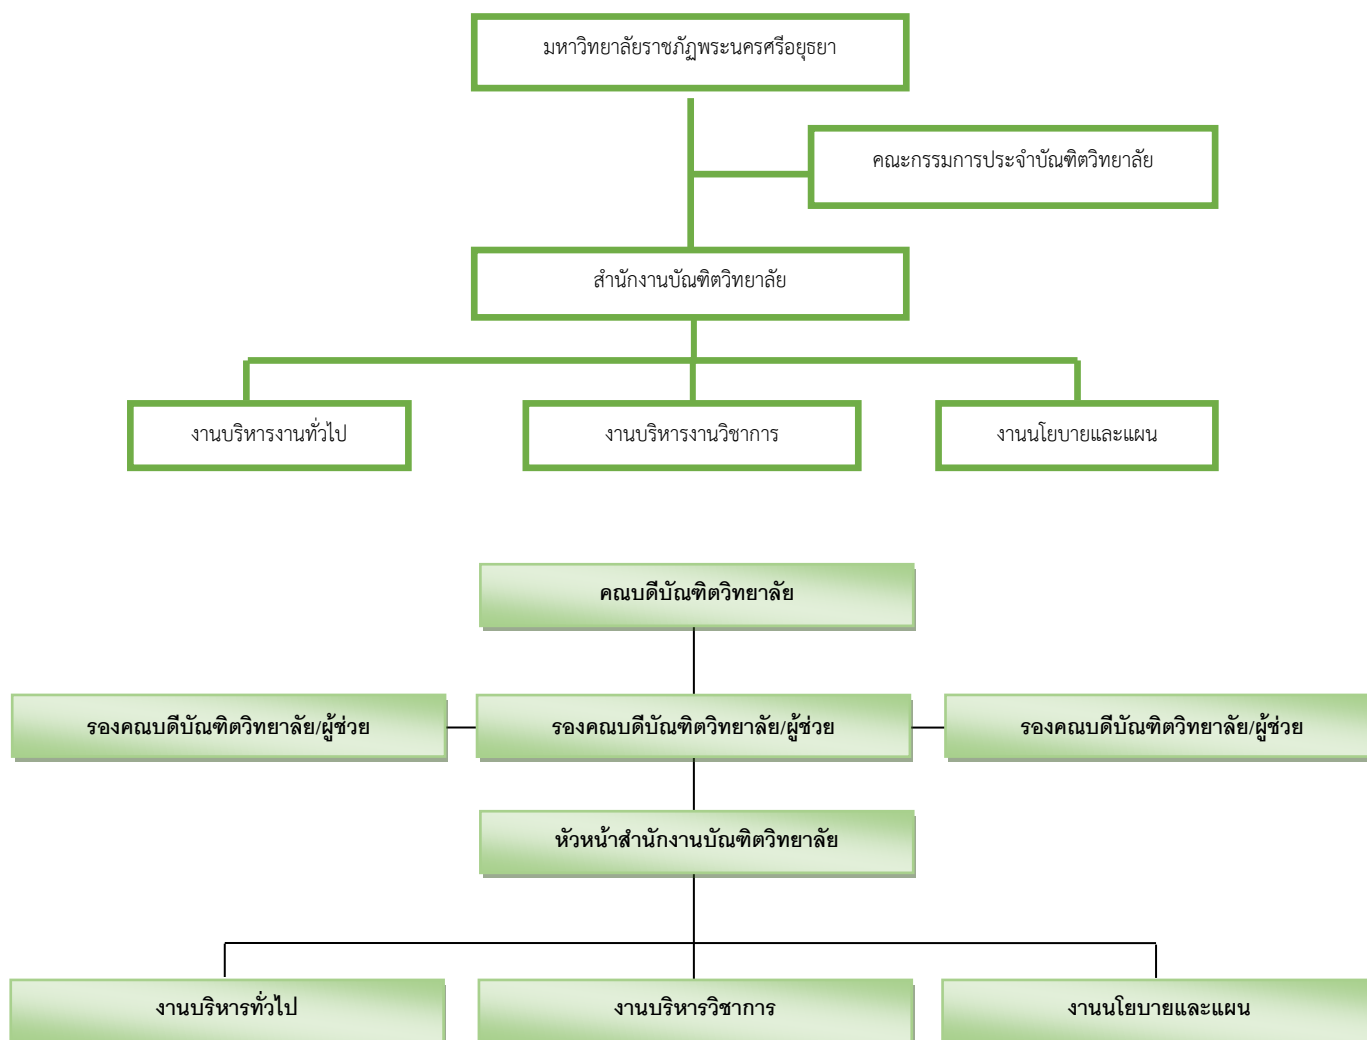 มหาวิทยาลัยราชภัฏพระนครศรีอยุธยา
คณะกรรมการประจำบัณฑิตวิทยาลัย
สำนักงานบัณฑิตวิทยาลัย
งานบริหารงานทั่วไป
งานบริหารงานวิชาการ
งานนโยบายและแผน
คณบดีบัณฑิตวิทยาลัย
รองคณบดีบัณฑิตวิทยาลัย/ผู้ช่วย
รองคณบดีบัณฑิตวิทยาลัย/ผู้ช่วย
รองคณบดีบัณฑิตวิทยาลัย/ผู้ช่วย
หัวหน้าสำนักงานบัณฑิตวิทยาลัย
งานบริหารทั่วไป
งานบริหารวิชาการ
งานนโยบายและแผน